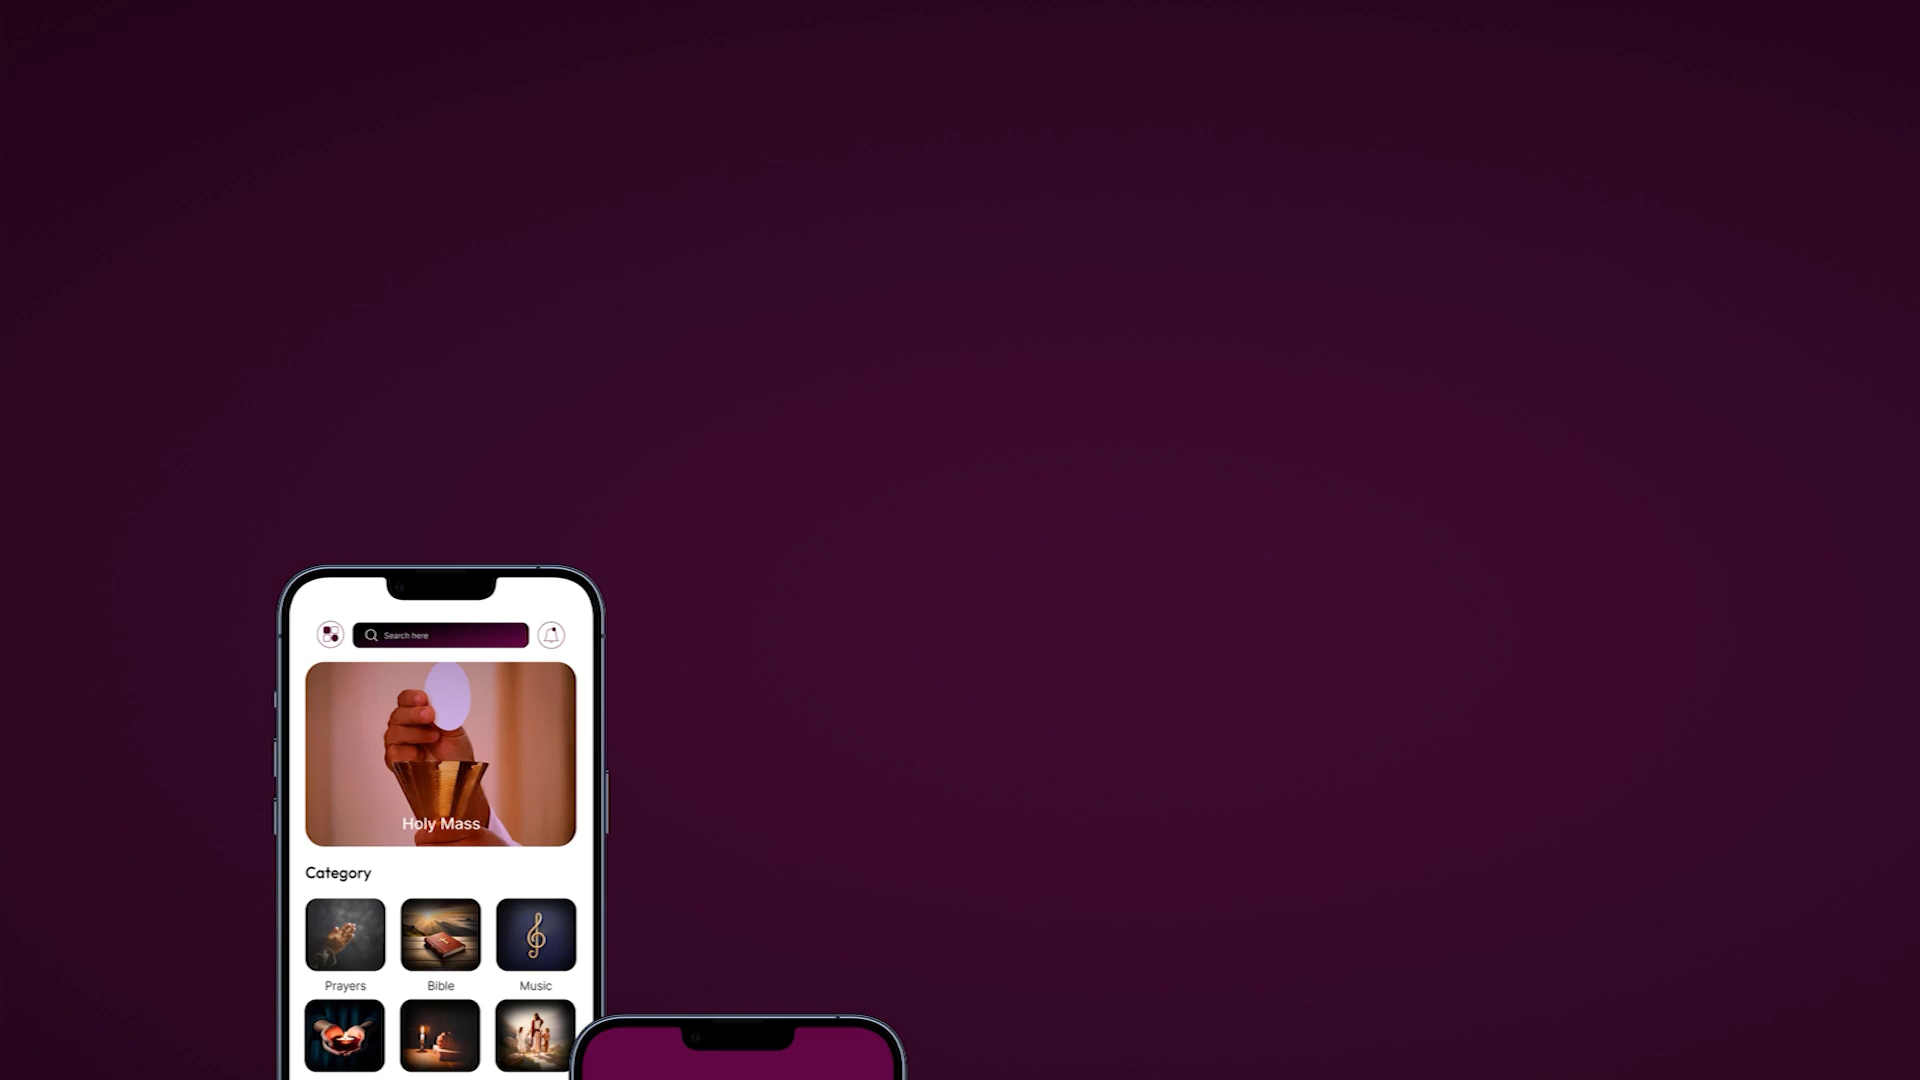 Search here
Holy Mass
Category
Prayers
Bible
Music